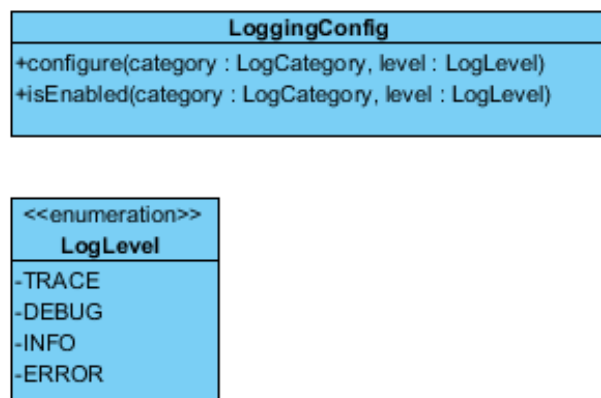 LoggingConfig
+configure(category : LogCategory, level : LogLevel)
+isEnabled(category : LogCategory, level : LogLevel)
<<enumeration>>
LogLevel
-TRACE
-DEBUG
-INFO
-ERROR